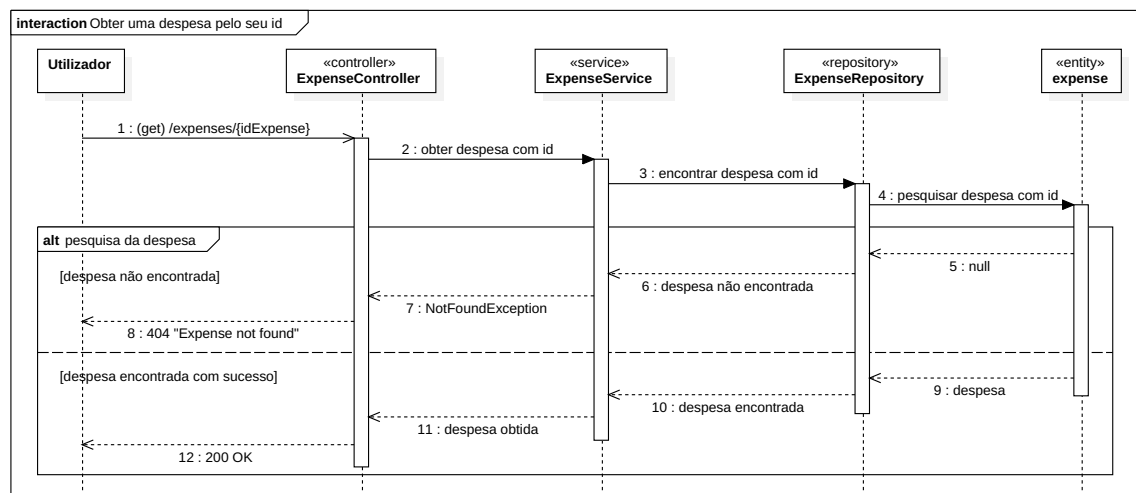 interaction Obter uma despesa pelo seu id
Utilizador
«controller»
ExpenseController
«service»
ExpenseService
«repository»
ExpenseRepository
«entity»
expense
1 : (get) /expenses/{idExpense}
2 : obter despesa com id
3 : encontrar despesa com id
4 : pesquisar despesa com id
alt pesquisa da despesa
[despesa não encontrada]
5 : null
6 : despesa não encontrada
7 : NotFoundException
8 : 404 "Expense not found"
[despesa encontrada com sucesso]
9 : despesa
10 : despesa encontrada
11 : despesa obtida
12 : 200 OK